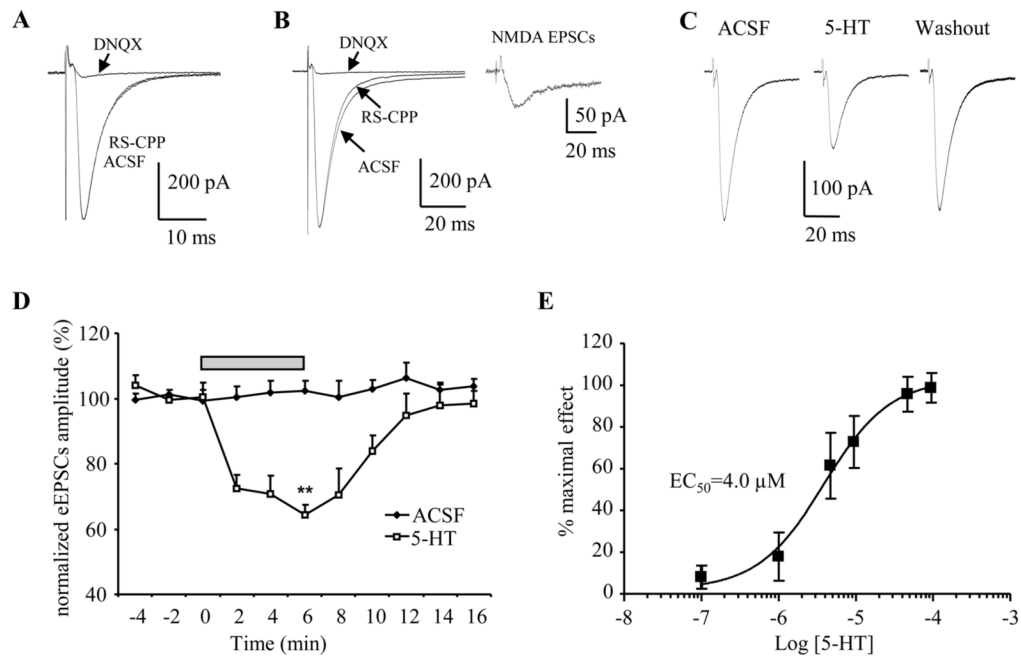 A
DNQX
RS-CPP
ACSF
200 pA
10 ms
B
DNQX
RS-CPP
ACSF
200 pA
20 ms
NMDA EPSCs
50 pA
20 ms
C
ACSF 5-HT Washout
100 pA
20 ms
D
normalized eEPSCs amplitude (%)
120
100
80
60
40
**
ACSF
5-HT
-4 -2 0 2 4 6 8 10 12 14 16
Time (min)
E
% maximal effect
120
100
80
60
40
20
0
EC50=4.0 µM
-8 -7 -6 -5 -4 -3
Log [5-HT]